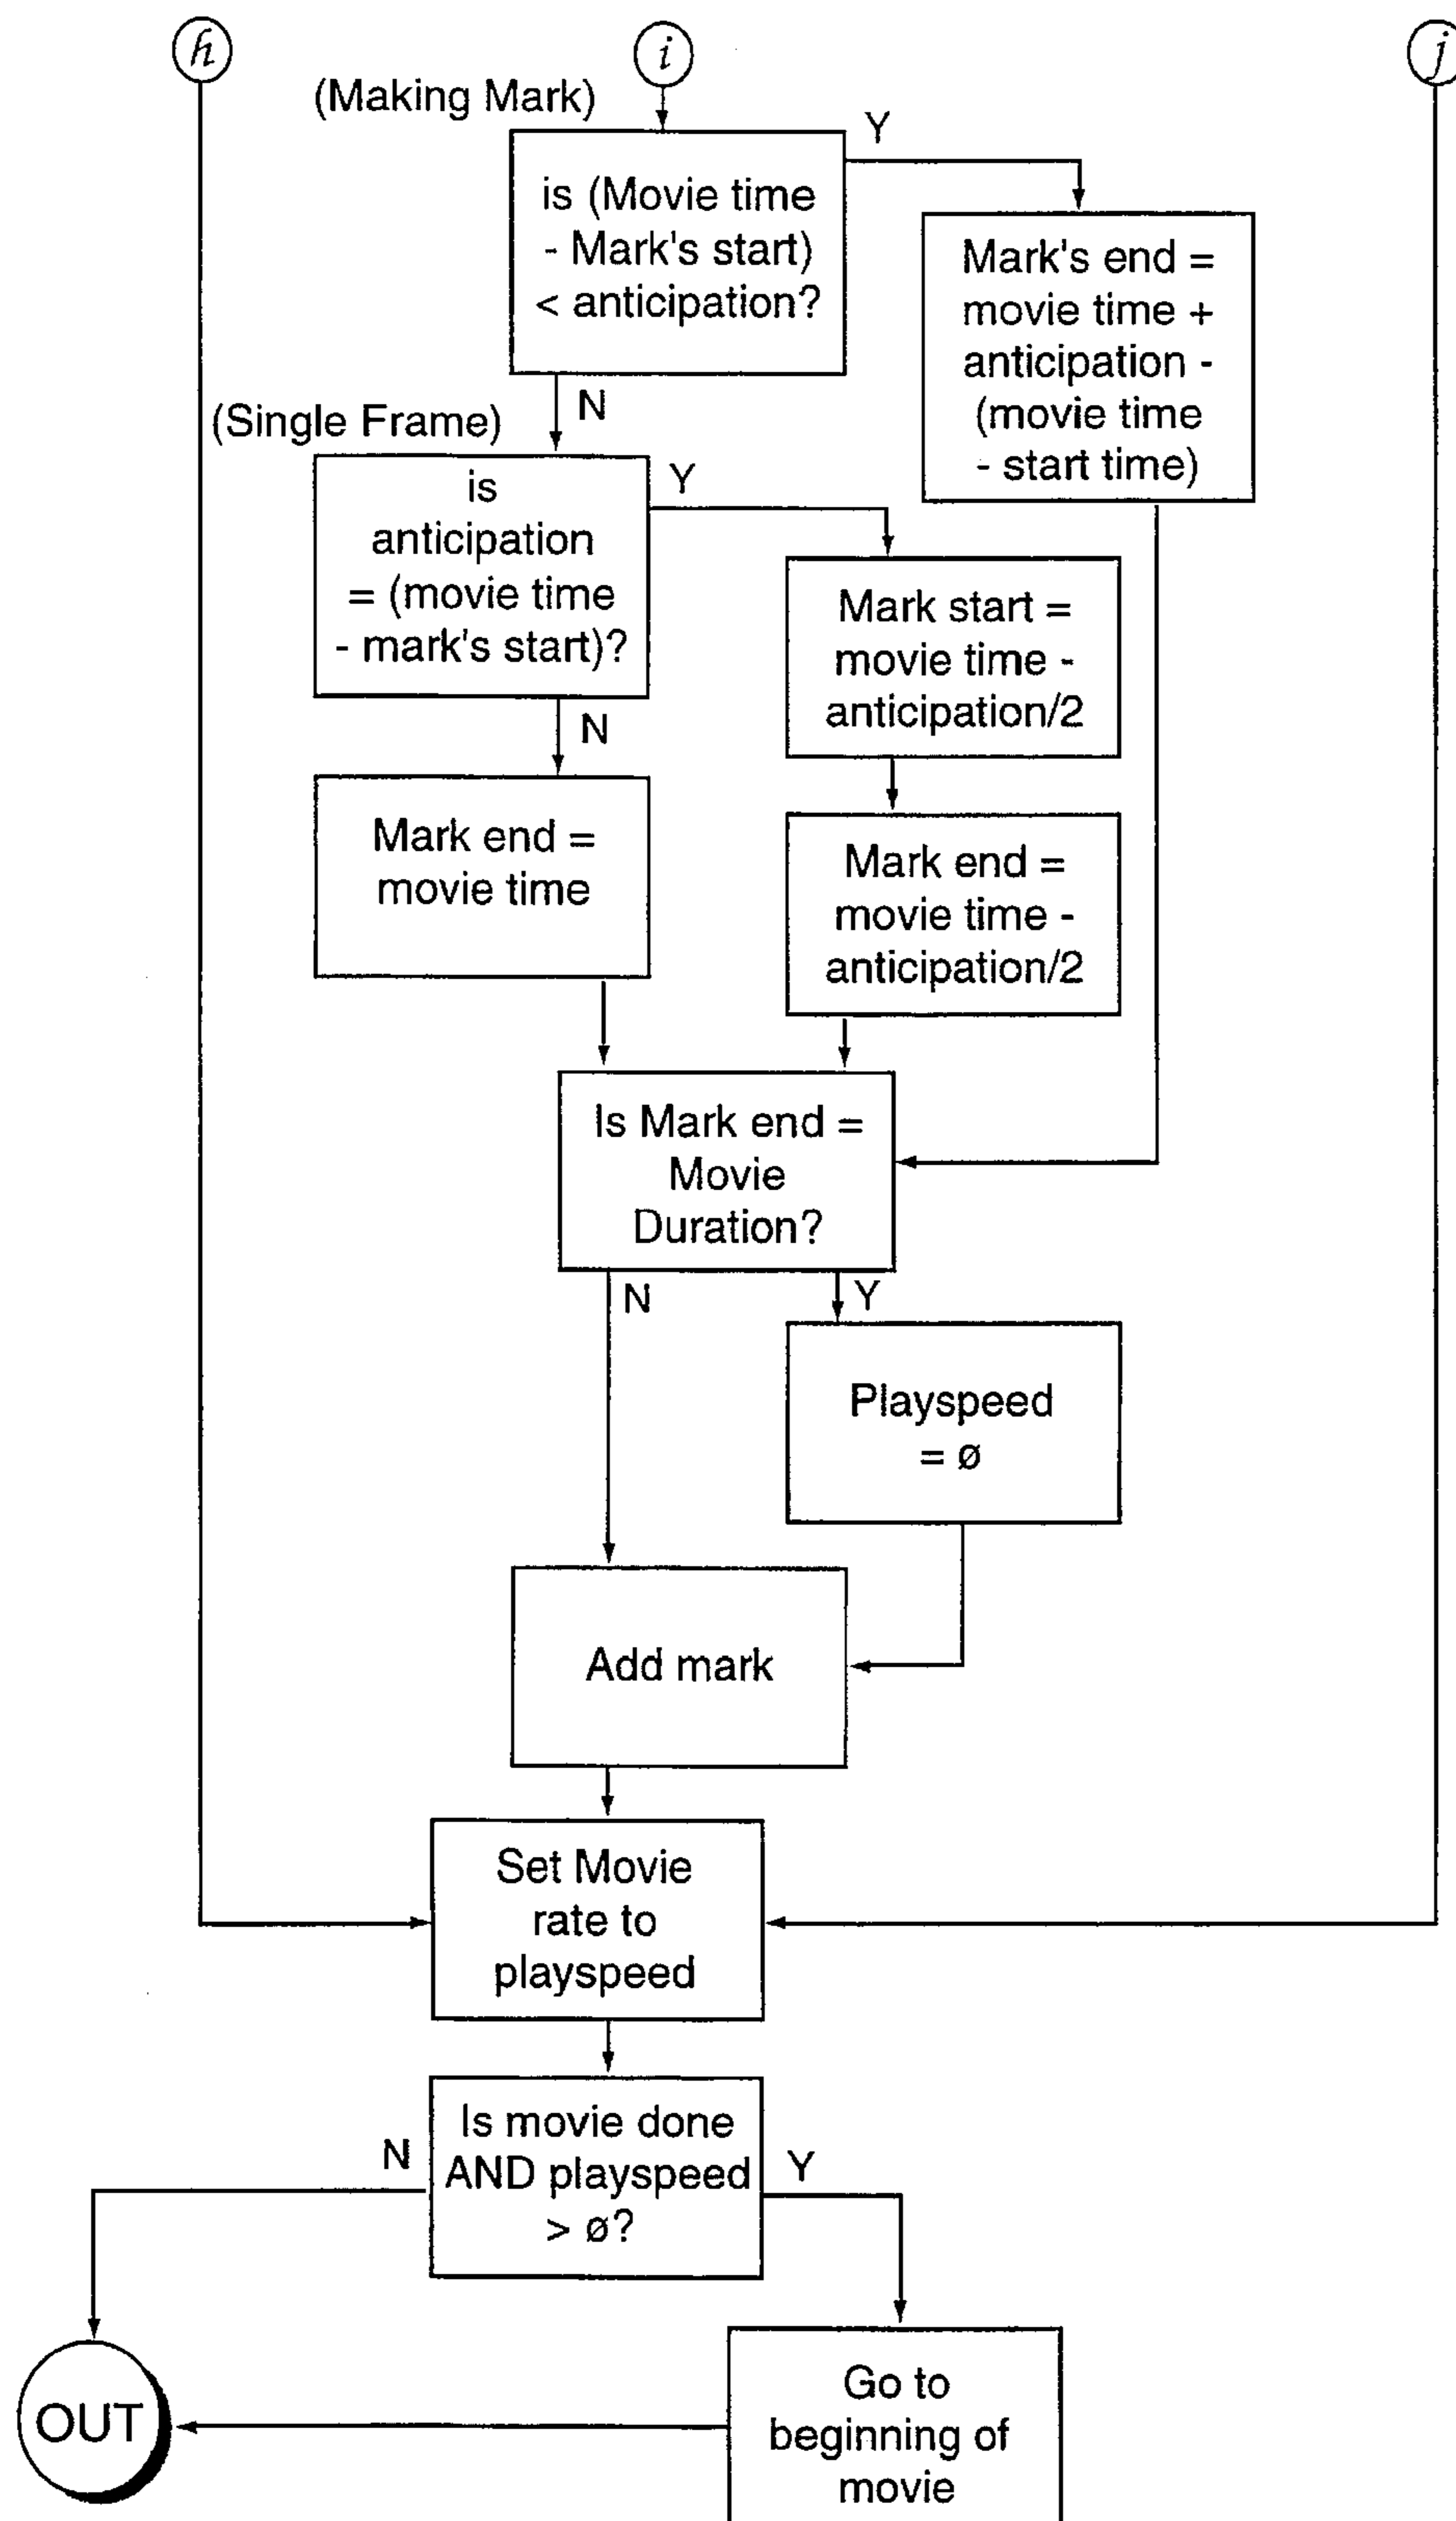 h
i
j
(Making Mark)
Y
is (Movie time
- Mark's start)
< anticipation?
Mark's end =
movie time +
anticipation -
(movie time
- start time)
N
(Single Frame)
is
anticipation
= (movie time
- mark's start)?
Y
Mark start =
movie time -
anticipation/2
N
Mark end =
movie time
Mark end =
movie time -
anticipation/2
Is Mark end =
Movie
Duration?
N
Y
Playspeed
= ø
Add mark
Set Movie
rate to
playspeed
Is movie done
AND playspeed
> ø?
N
Y
OUT
Go to
beginning of
movie